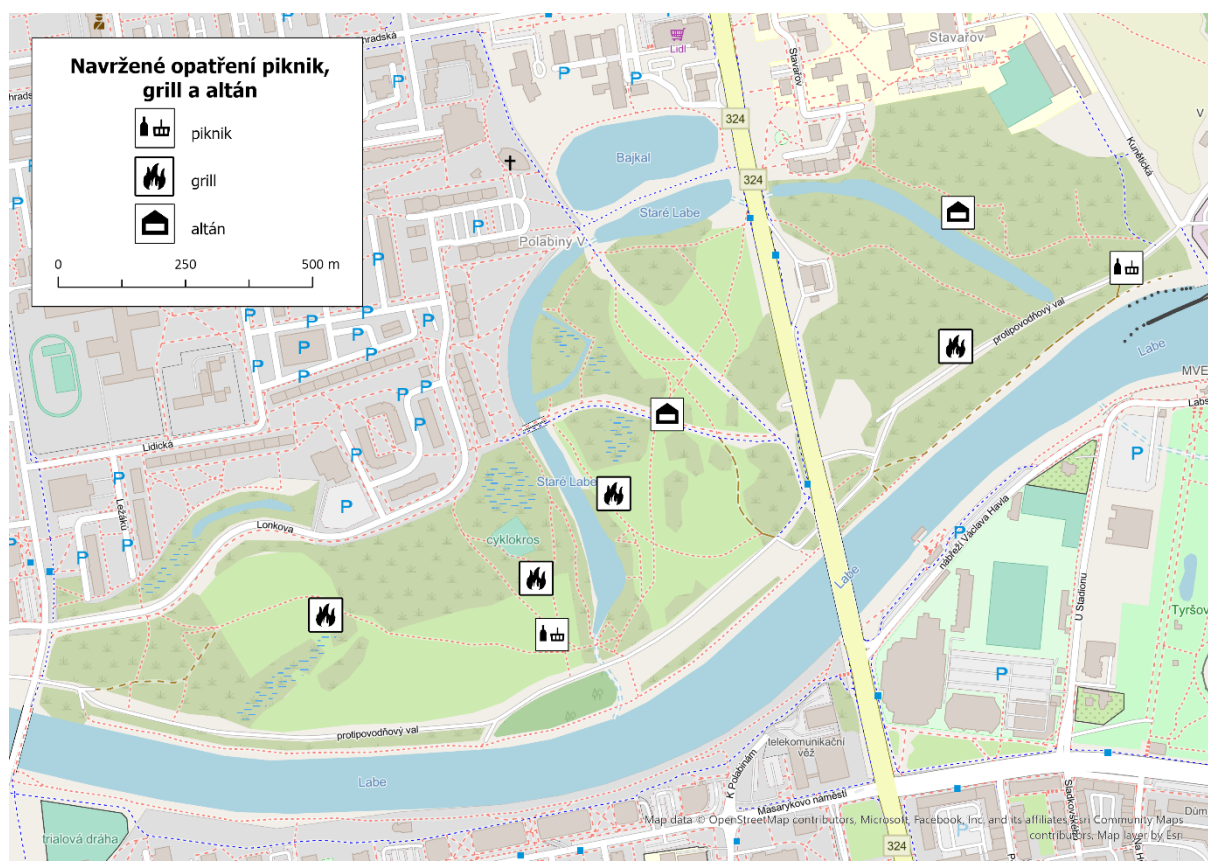 Navržené opatření piknik,
grill a altán
piknik
grill
altán
0
250
500 m
hradská
P
P
P
P
Lidl
P
P
Stavařov
Stavařov
324
324
Kunětická
V
Bajkal
Staré Labe
Polabiny V
P
P
P
P
P
P
P
P
P
P
P
P
protipovodňový val
Labe
MVE
Labs
Lidická
Ležáků
P
P
P
P
P
Lonkova
Staré Labe
cyklokros
P
P
nábřeží Václava Havla
U Stadionu
Tyršov
Labe
P
protipovodňový val
Labe
telekomunikační
věž
K Polabinám
Masarykovo náměstí
Sladkovského
Na H
Dům
trialová dráha
324
P
Map data © OpenStreetMap contributors, Microsoft, Facebook, Inc. and its affiliates, Esri Community Maps
contributors, Map layer by Esri